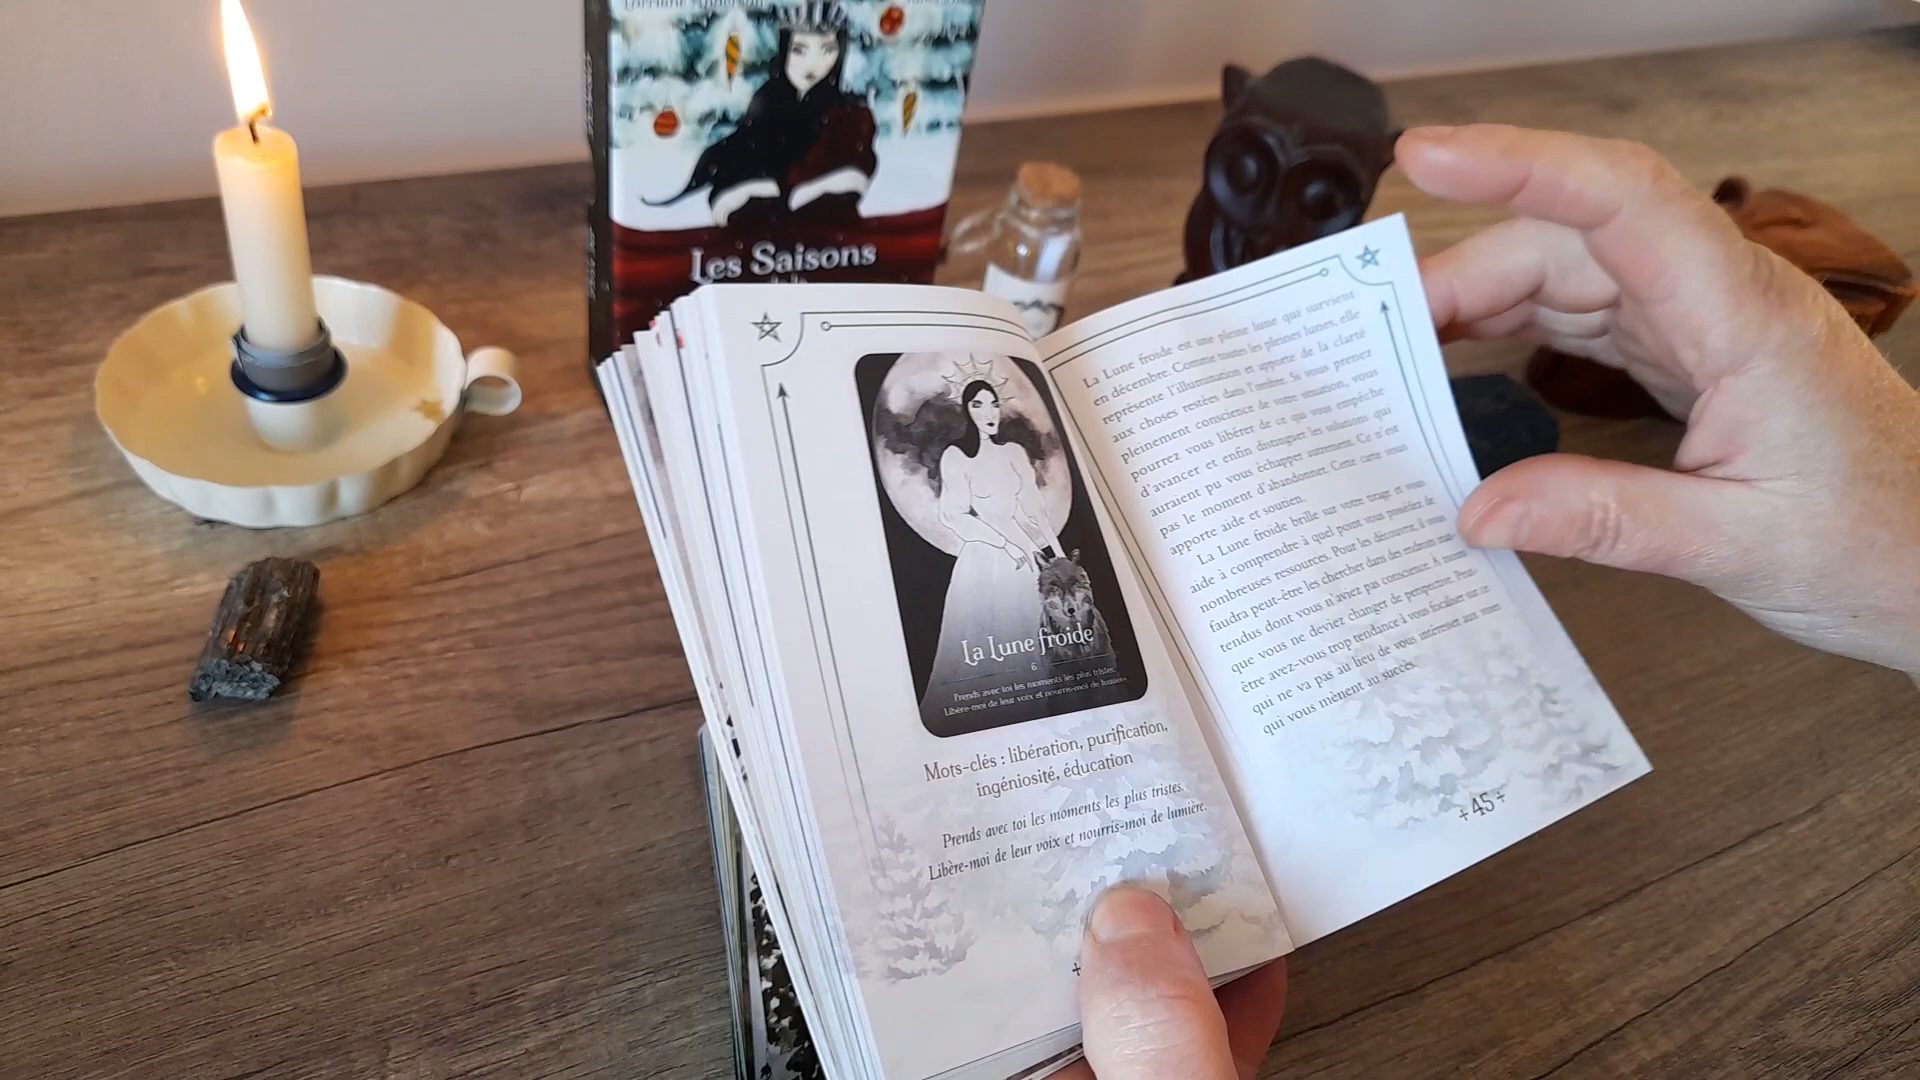 Les Saisons
La Lune froide
6
Prends avec toi les moments les plus tristes.
Libère-moi de leur voix et nourris-moi de lumière.
Mots-clés : libération, purification,
ingéniosité, éducation
Prends avec toi les moments les plus tristes.
Libère-moi de leur voix et nourris-moi de lumière.
La Lune froide est une pleine lune qui survient
en décembre. Comme toutes les pleines lunes, elle
représente l'illumination et apporte de la clarté
aux choses restées dans l'ombre. Si vous prenez
pleinement conscience de votre situation, vous
pourrez vous libérer de ce qui vous empêche
d'avancer et enfin distinguer les solutions qui
auraient pu vous échapper autrement. Ce n'est
pas le moment d'abandonner. Cette carte vous
apporte aide et soutien.
La Lune froide brille sur votre tirage et vous
aide à comprendre à quel point vous possédez de
nombreuses ressources. Pour les découvrir, il vous
faudra peut-être les chercher dans des endroits inat-
tendus dont vous n'aviez pas conscience. À moins
que vous ne deviez changer de perspective. Peut-
être avez-vous trop tendance à vous focaliser sur ce
qui ne va pas au lieu de vous intéresser aux voies
qui vous mènent au succès.
45